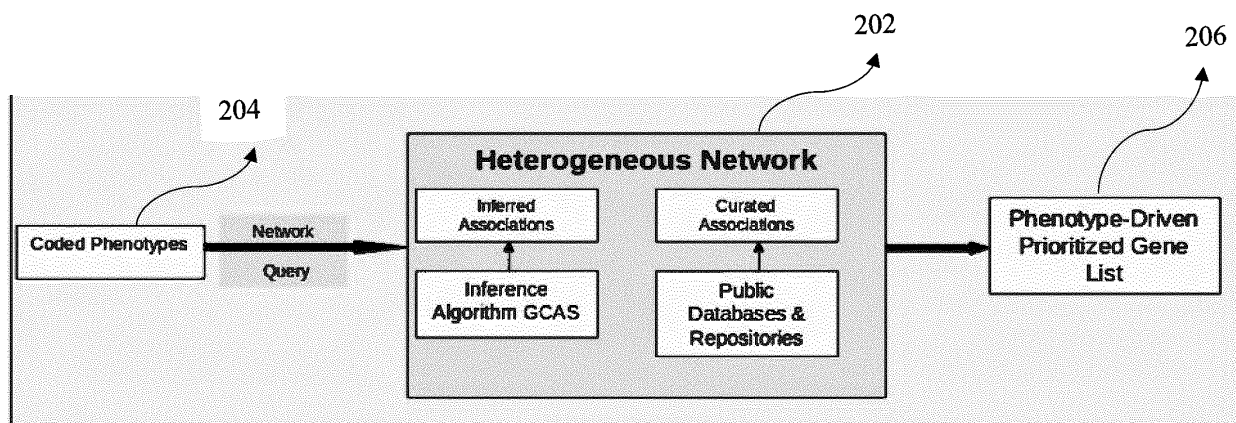 202
206
204
Heterogeneous Network
Inferred
Associations
Curated
Associations
Coded Phenotypes
Network
Query
Phenotype-Driven
Prioritized Gene
List
Inference
Algorithm GCAS
Public
Databases &
Repositories